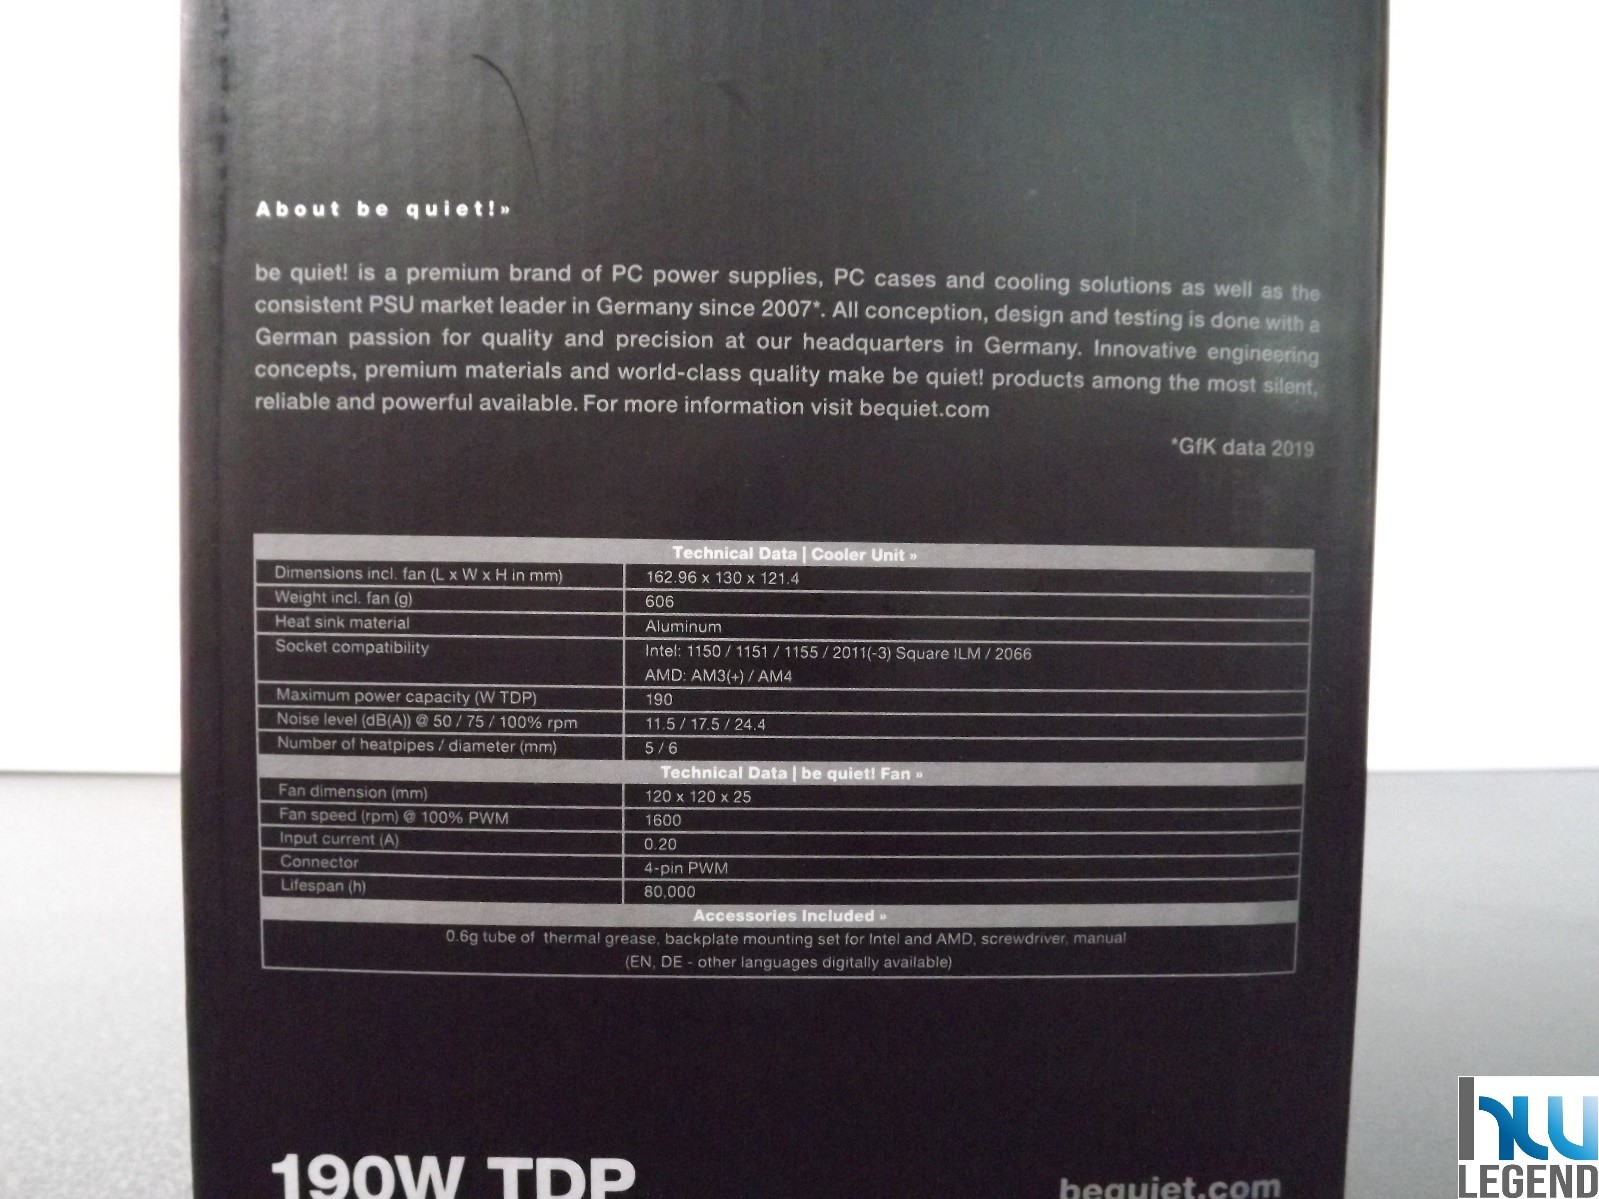 About be quiet!»
be quiet! is a premium brand of PC power supplies, PC cases and cooling solutions as well as the
consistent PSU market leader in Germany since 2007*. All conception, design and testing is done with a
German passion for quality and precision at our headquarters in Germany. Innovative engineering
concepts, premium materials and world-class quality make be quiet! products among the most silent,
reliable and powerful available. For more information visit bequiet.com
*GfK data 2019
Technical Data | Cooler Unit »
Dimensions incl. fan (L x W x H in mm) 162.96 x 130 x 121.4
Weight incl. fan (g) 606
Heat sink material Aluminum
Socket compatibility Intel: 1150 / 1151 / 1155 / 2011(-3) Square ILM / 2066
AMD: AM3(+) / AM4
Maximum power capacity (W TDP) 190
Noise level (dB(A)) @ 50 / 75 / 100% rpm 11.5 / 17.5 / 24.4
Number of heatpipes / diameter (mm) 5 / 6
Technical Data | be quiet! Fan »
Fan dimension (mm) 120 x 120 x 25
Fan speed (rpm) @ 100% PWM 1600
Input current (A) 0.20
Connector 4-pin PWM
Lifespan (h) 80,000
Accessories Included »
0.6g tube of thermal grease, backplate mounting set for Intel and AMD, screwdriver, manual
(EN, DE - other languages digitally available)
190W TDP
bequiet.com
hw
LEGEND